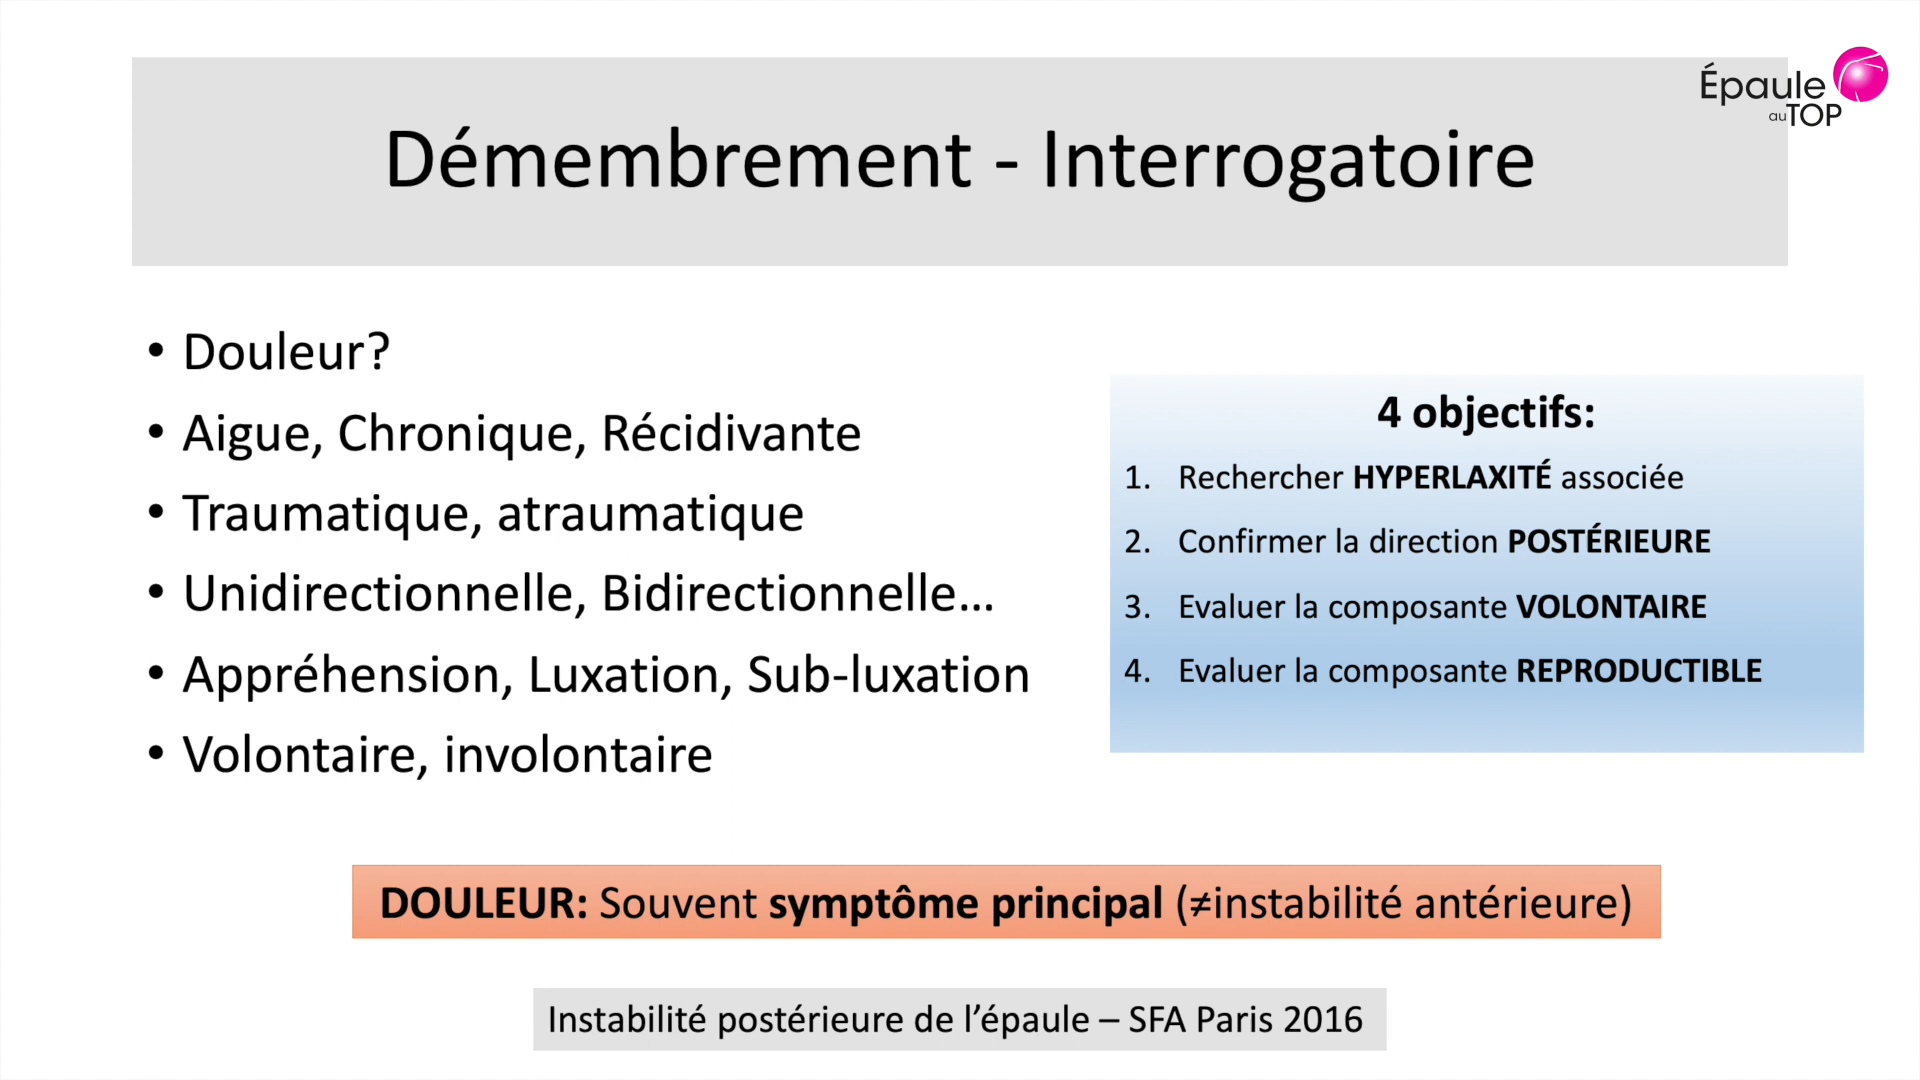 Épaule
au TOP
Démembrement - Interrogatoire
• Douleur?
• Aigue, Chronique, Récidivante
• Traumatique, atraumatique
• Unidirectionnelle, Bidirectionnelle...
• Appréhension, Luxation, Sub-luxation
• Volontaire, involontaire
4 objectifs:
1. Rechercher HYPERLAXITÉ associée
2. Confirmer la direction POSTÉRIEURE
3. Evaluer la composante VOLONTAIRE
4. Evaluer la composante REPRODUCTIBLE
DOULEUR: Souvent symptôme principal (≠instabilité antérieure)
Instabilité postérieure de l’épaule – SFA Paris 2016